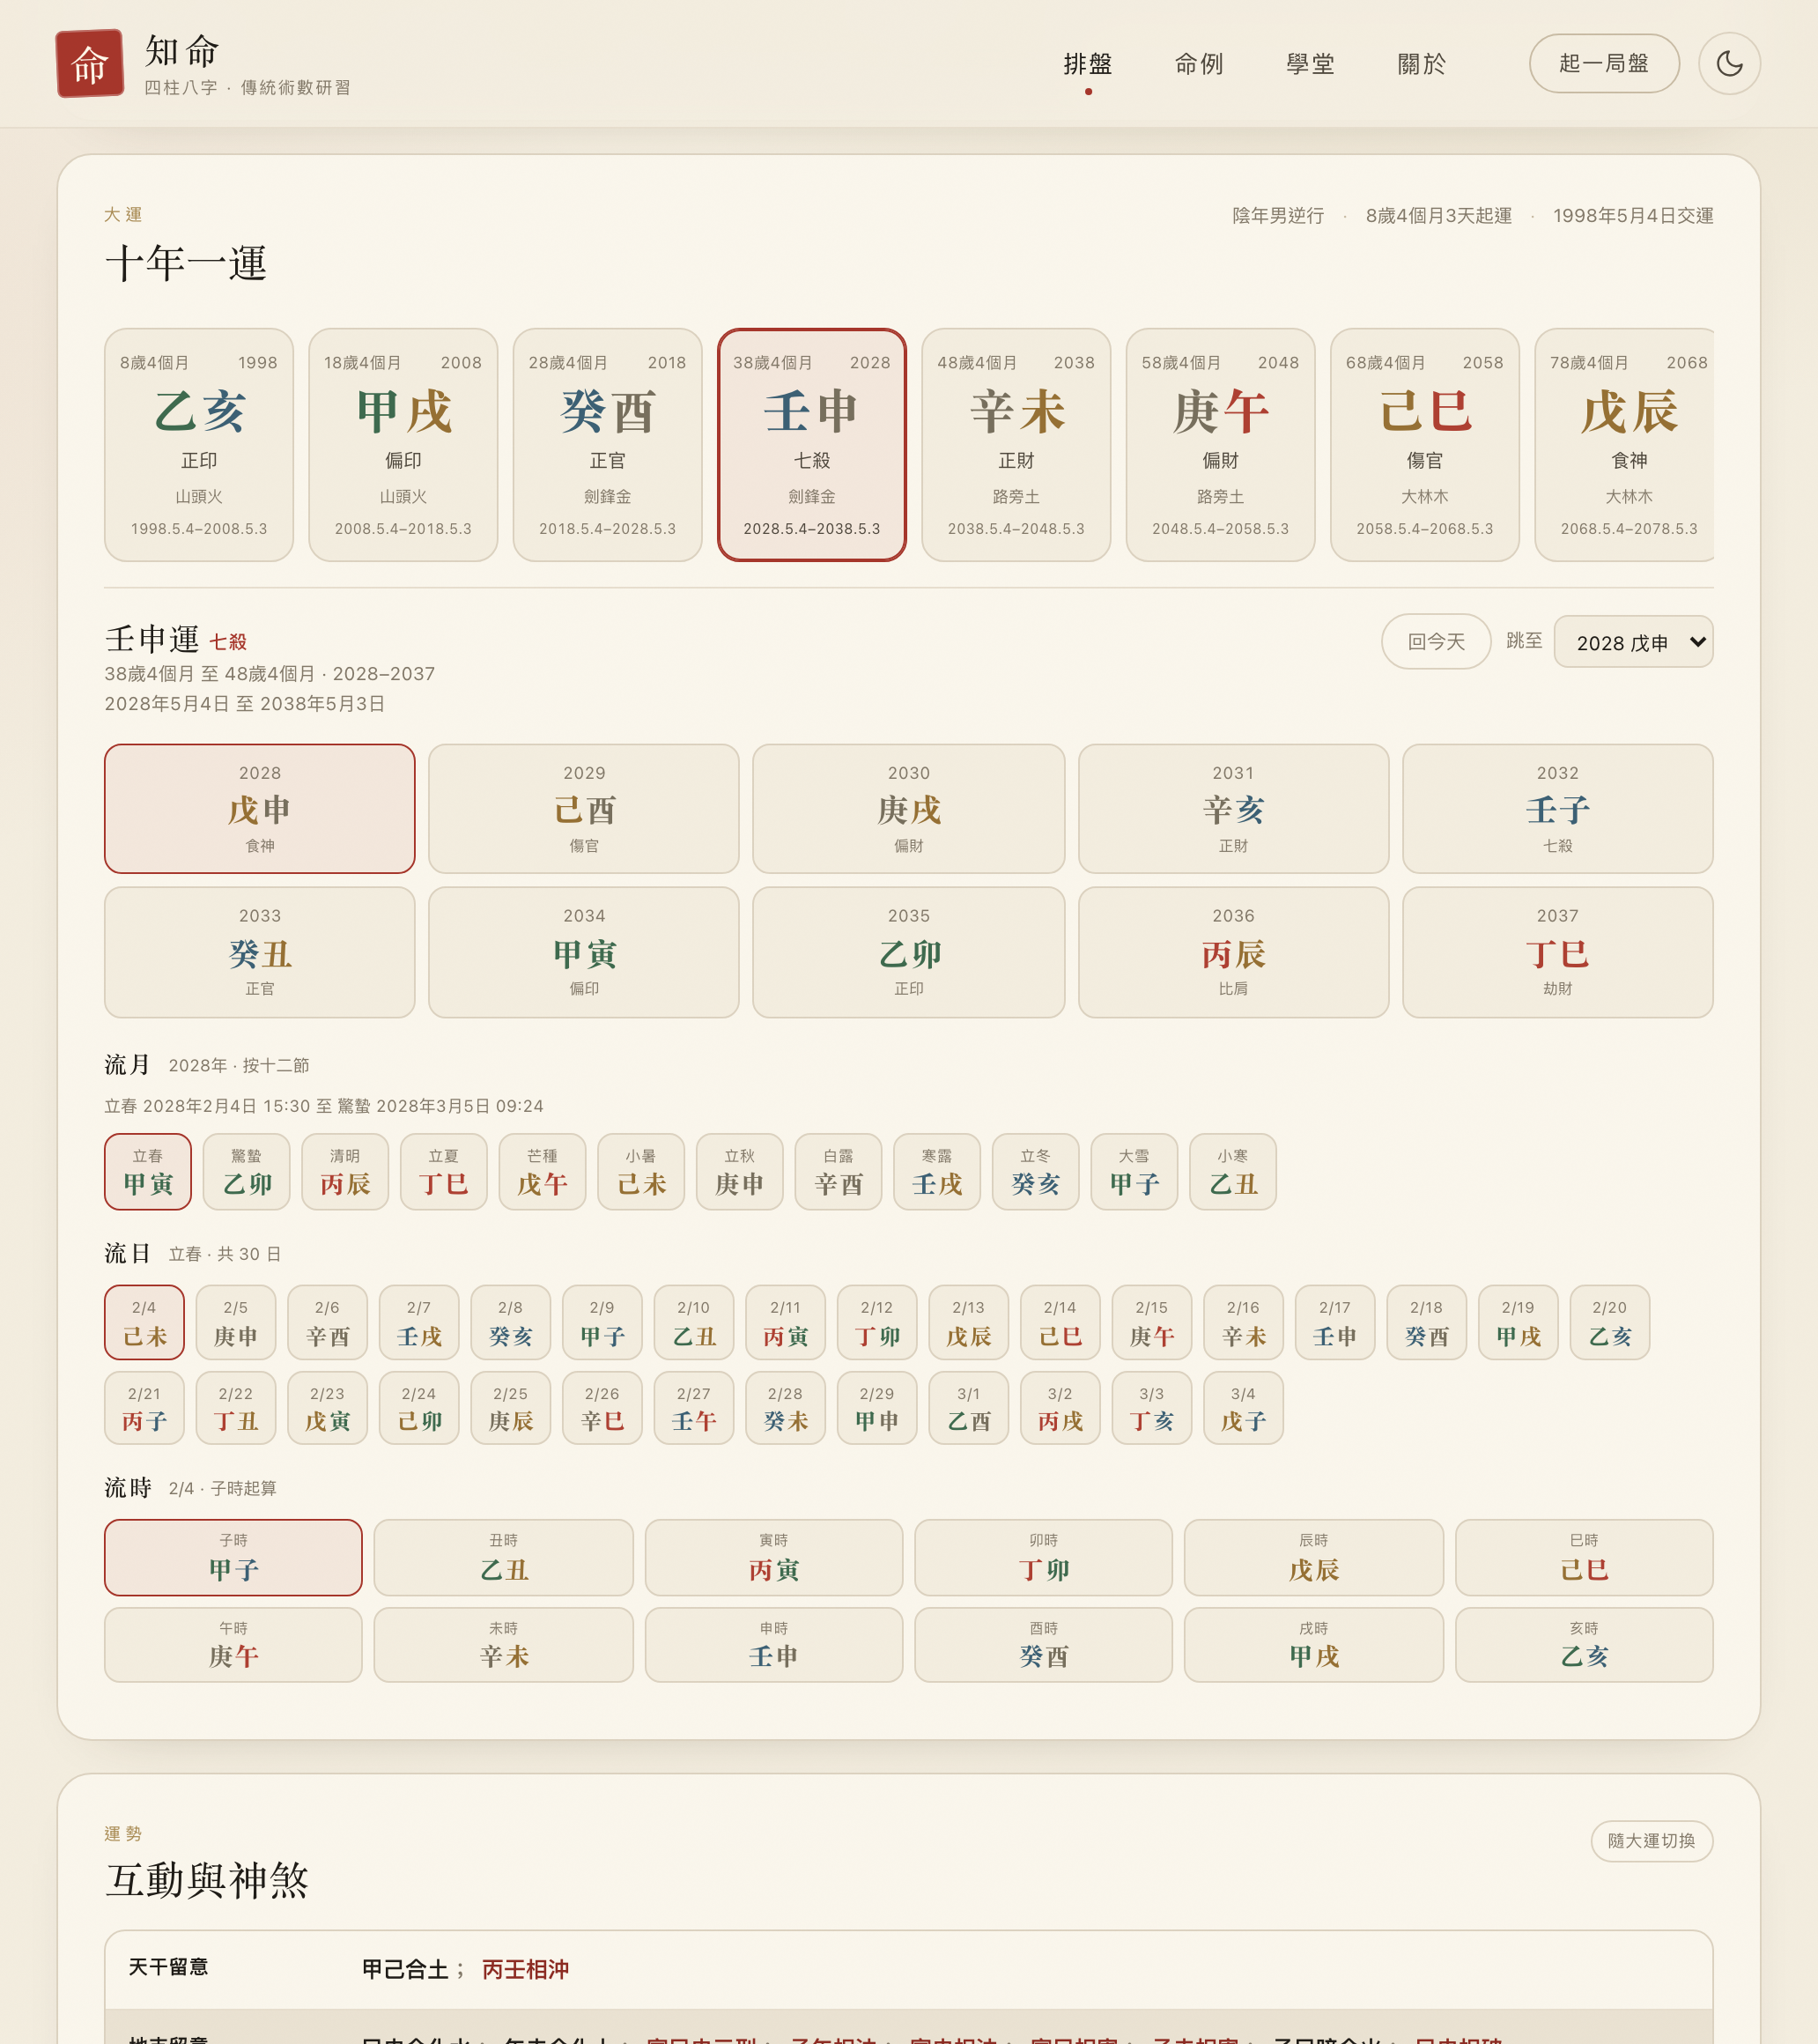 命
知命
四柱八字 · 傳統術數研習
排盤 命例 學堂 關於 起一局盤
大運
陰年男逆行 · 8歲4個月3天起運 · 1998年5月4日交運
十年一運
8歲4個月 1998
乙亥
正印
山頭火
1998.5.4–2008.5.3
18歲4個月 2008
甲戌
偏印
山頭火
2008.5.4–2018.5.3
28歲4個月 2018
癸酉
正官
劍鋒金
2018.5.4–2028.5.3
38歲4個月 2028
壬申
七殺
劍鋒金
2028.5.4–2038.5.3
48歲4個月 2038
辛未
正財
路旁土
2038.5.4–2048.5.3
58歲4個月 2048
庚午
偏財
路旁土
2048.5.4–2058.5.3
68歲4個月 2058
己巳
傷官
大林木
2058.5.4–2068.5.3
78歲4個月 2068
戊辰
食神
大林木
2068.5.4–2078.5.3
壬申運 七殺
38歲4個月 至 48歲4個月 · 2028–2037
2028年5月4日 至 2038年5月3日
回今天 跳至 2028 戊申
2028
戊申
食神
2029
己酉
傷官
2030
庚戌
偏財
2031
辛亥
正財
2032
壬子
七殺
2033
癸丑
正官
2034
甲寅
偏印
2035
乙卯
正印
2036
丙辰
比肩
2037
丁巳
劫財
流月 2028年 · 按十二節
立春 2028年2月4日 15:30 至 驚蟄 2028年3月5日 09:24
立春
甲寅
驚蟄
乙卯
清明
丙辰
立夏
丁巳
芒種
戊午
小暑
己未
立秋
庚申
白露
辛酉
寒露
壬戌
立冬
癸亥
大雪
甲子
小寒
乙丑
流日 立春 · 共 30 日
2/4
己未
2/5
庚申
2/6
辛酉
2/7
壬戌
2/8
癸亥
2/9
甲子
2/10
乙丑
2/11
丙寅
2/12
丁卯
2/13
戊辰
2/14
己巳
2/15
庚午
2/16
辛未
2/17
壬申
2/18
癸酉
2/19
甲戌
2/20
乙亥
2/21
丙子
2/22
丁丑
2/23
戊寅
2/24
己卯
2/25
庚辰
2/26
辛巳
2/27
壬午
2/28
癸未
2/29
甲申
3/1
乙酉
3/2
丙戌
3/3
丁亥
3/4
戊子
流時 2/4 · 子時起算
子時
甲子
丑時
乙丑
寅時
丙寅
卯時
丁卯
辰時
戊辰
巳時
己巳
午時
庚午
未時
辛未
申時
壬申
酉時
癸酉
戌時
甲戌
亥時
乙亥
運勢
互動與神煞
隨大運切換
天干留意 甲己合土； 丙壬相沖